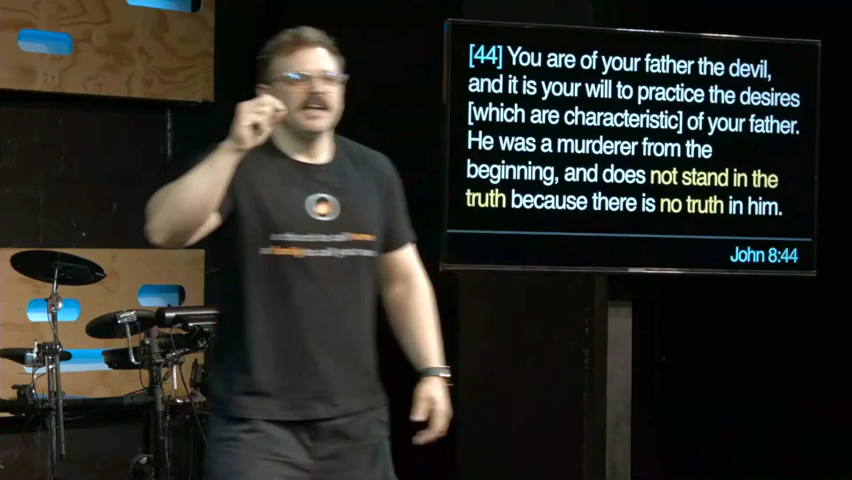 [44] You are of your father the devil,
and it is your will to practice the desires
[which are characteristic] of your father.
He was a murderer from the
beginning, and does not stand in the
truth because there is no truth in him.
John 8:44